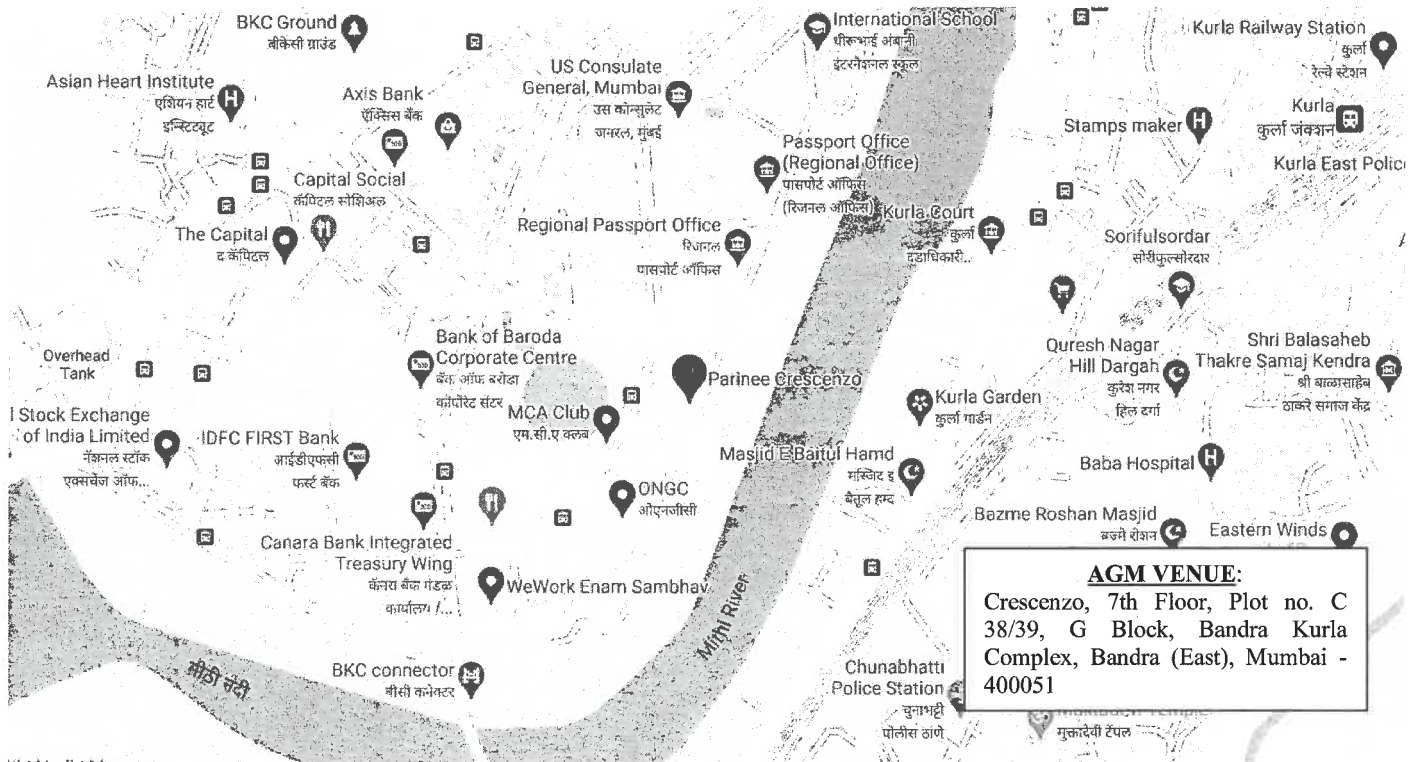 BKC Ground
बीकेसी ग्राउंड
International School
धीरूभाई अंबानी
इंटरनॅशनल स्कूल
Kurla Railway Station
कुर्ला
रेल्वे स्टेशन
Asian Heart Institute
एशियन हार्ट
इन्स्टिट्यूट
Axis Bank
ऍक्सिस बँक
US Consulate
General, Mumbai
उस कॉन्सुलेट
जनरल, मुंबई
Stamps maker
Kurla
कुर्ला जंक्शन
Kurla East Police
Passport Office
(Regional Office)
पासपोर्ट ऑफिस
(रिजनल ऑफिस)
Capital Social
कॅपिटल सोशिअल
The Capital
द कॅपिटल
Regional Passport Office
रिजनल
पासपोर्ट ऑफिस
Kurla Court
कुर्ला
दंडाधिकारी...
Sorifulsordar
सोरीफुल्सोरदार
Overhead
Tank
Bank of Baroda
Corporate Centre
बँक ऑफ बरोडा
कॉर्पोरेट सेंटर
Parinee Crescenzo
Quresh Nagar
Hill Dargah
कुरेश नगर
हिल दर्गा
Shri Balasaheb
Thakre Samaj Kendra
श्री बाळासाहेब
ठाकरे समाज केंद्र
l Stock Exchange
of India Limited
नॅशनल स्टॉक
एक्सचेंज ऑफ...
IDFC FIRST Bank
आईडीएफसी
फर्स्ट बँक
MCA Club
एम.सी.ए क्लब
Kurla Garden
कुर्ला गार्डन
Masjid E Baitul Hamd
मस्जिद इ
बैतूल हम्द
Baba Hospital
ONGC
ओएनजीसी
Canara Bank Integrated
Treasury Wing
कॅनरा बँक मंडळ
कार्यालय /...
WeWork Enam Sambhav
Bazme Roshan Masjid
बज्मे रोशन
Eastern Winds
Mithi River
मीठी नदी
BKC connector
बीसी कनेक्टर
Chunabhatti
Police Station
चुनाभट्टी
पोलीस ठाणे
मुक्तादेवी टेंपल
AGM VENUE:
Crescenzo, 7th Floor, Plot no. C
38/39, G Block, Bandra Kurla
Complex, Bandra (East), Mumbai -
400051